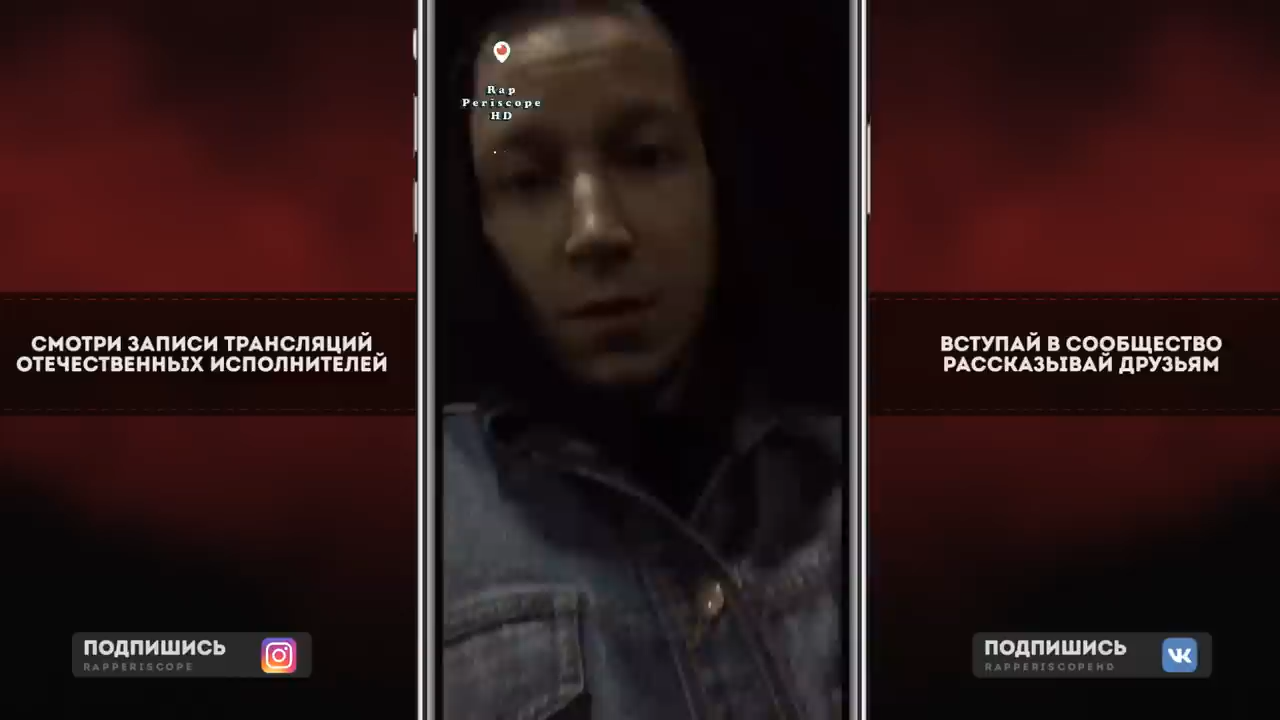 Rap
Periscope
HD
СМОТРИ ЗАПИСИ ТРАНСЛЯЦИЙ
ОТЕЧЕСТВЕННЫХ ИСПОЛНИТЕЛЕЙ
ВСТУПАЙ В СООБЩЕСТВО
РАССКАЗЫВАЙ ДРУЗЬЯМ
ПОДПИШИСЬ
RAPPERISCOPE
ПОДПИШИСЬ
RAPPERISCOPEHD